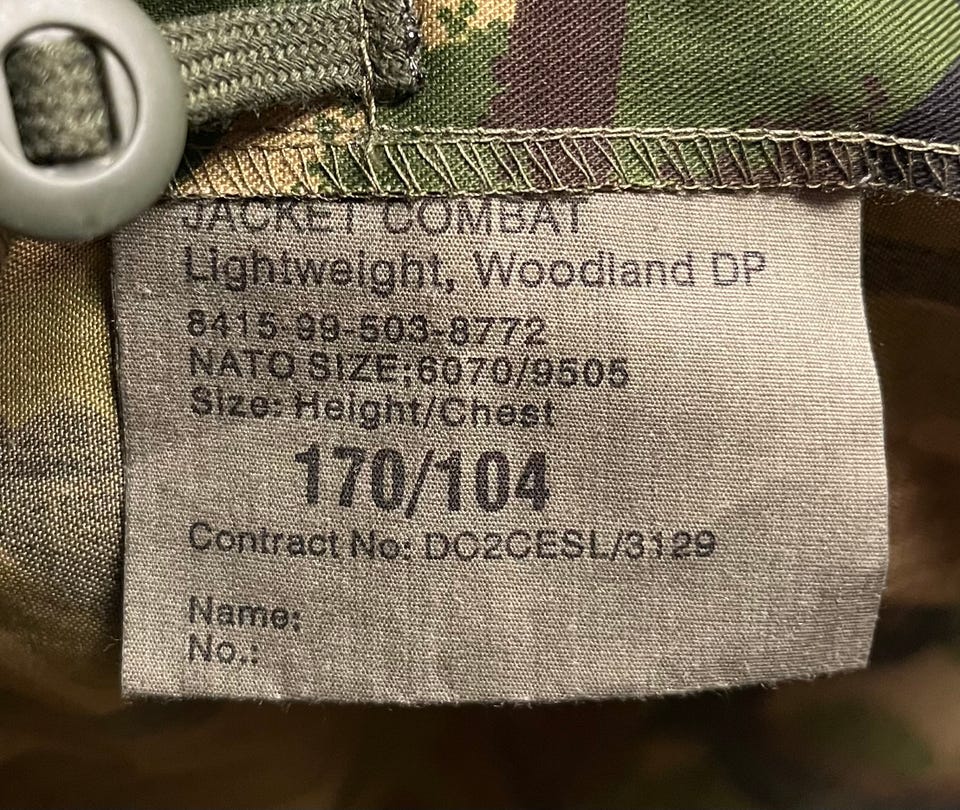 JACKET COMBAT
Lightweight, Woodland DP
8415-99-503-8772
NATO SIZE:6070/9505
Size: Height/Chest
170/104
Contract No: DC2CESL/3129
Name:
No.: